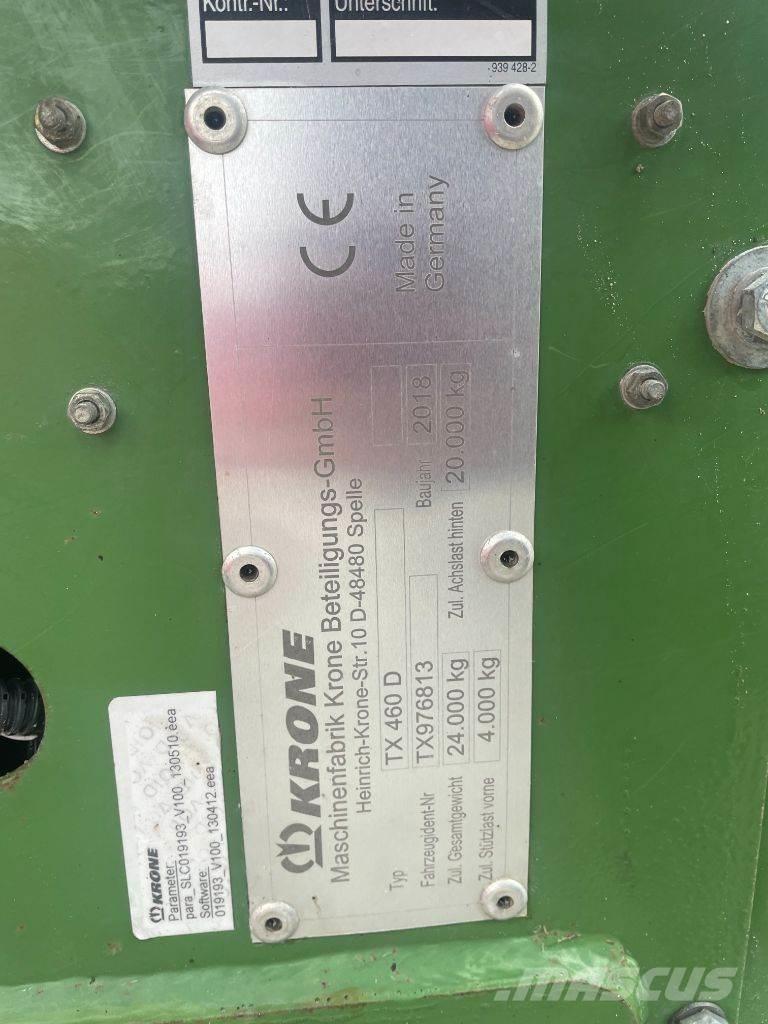 Kontr.-Nr.:
Unterschrift:
939 428-2
CE
Made in
Germany
KRONE
Maschinenfabrik Krone Beteiligungs-GmbH
Heinrich-Krone-Str.10 D-48480 Spelle
Typ TX 460 D
Fahrzeugident-Nr TX976813 Baujahr 2018
Zul. Gesamtgewicht 24.000 kg Zul. Achslast hinten 20.000 kg
Zul. Stützlast vorne 4.000 kg
KRONE
Parameter:
para_SLC019193_V100_130510.eea
Software:
019193_V100_130412.eea
MASCUS